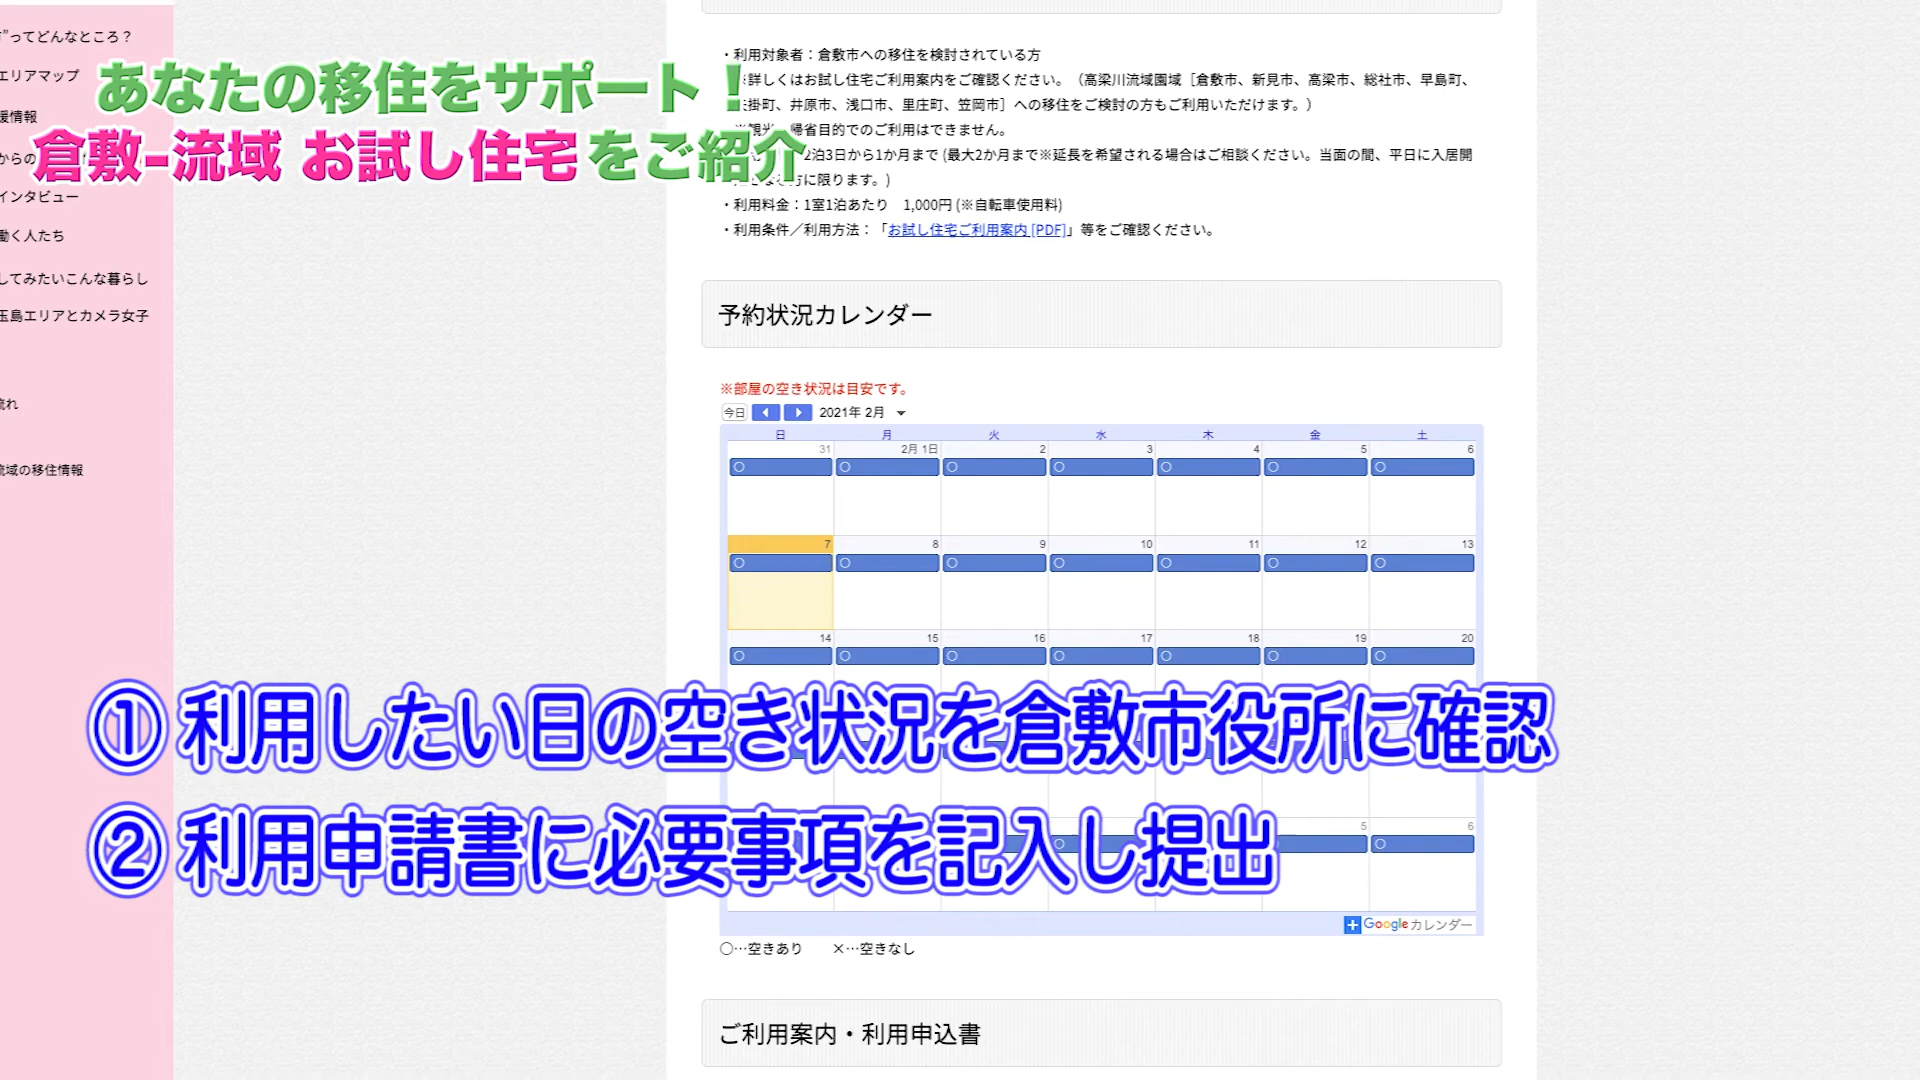 ”ってどんなところ？
エリアマップ
援情報
からの
インタビュー
働く人たち
してみたいこんな暮らし
玉島エリアとカメラ女子
流れ
流域の移住情報
あなたの移住をサポート！
倉敷-流域 お試し住宅をご紹介
・利用対象者：倉敷市への移住を検討されている方
※詳しくはお試し住宅ご利用案内をご確認ください。（高梁川流域圏域［倉敷市、新見市、高梁市、総社市、早島町、
矢掛町、井原市、浅口市、里庄町、笠岡市］への移住をご検討の方もご利用いただけます。）
※観光、帰省目的でのご利用はできません。
2泊3日から1か月まで (最大2か月まで※延長を希望される場合はご相談ください。当面の間、平日に入居開
方に限ります。)
・利用料金：1室1泊あたり　1,000円 (※自転車使用料)
・利用条件／利用方法：「お試し住宅ご利用案内 [PDF]」等をご確認ください。
予約状況カレンダー
※部屋の空き状況は目安です。
今日 2021年 2月
日 月 火 水 木 金 土
31 2月 1日 2 3 4 5 6
○ ○ ○ ○ ○ ○ ○
7 8 9 10 11 12 13
○ ○ ○ ○ ○ ○ ○
14 15 16 17 18 19 20
○ ○ ○ ○ ○ ○ ○
① 利用したい日の空き状況を倉敷市役所に確認
5 6
○ ○
② 利用申請書に必要事項を記入し提出
Googleカレンダー
○…空きあり　　×…空きなし
ご利用案内・利用申込書